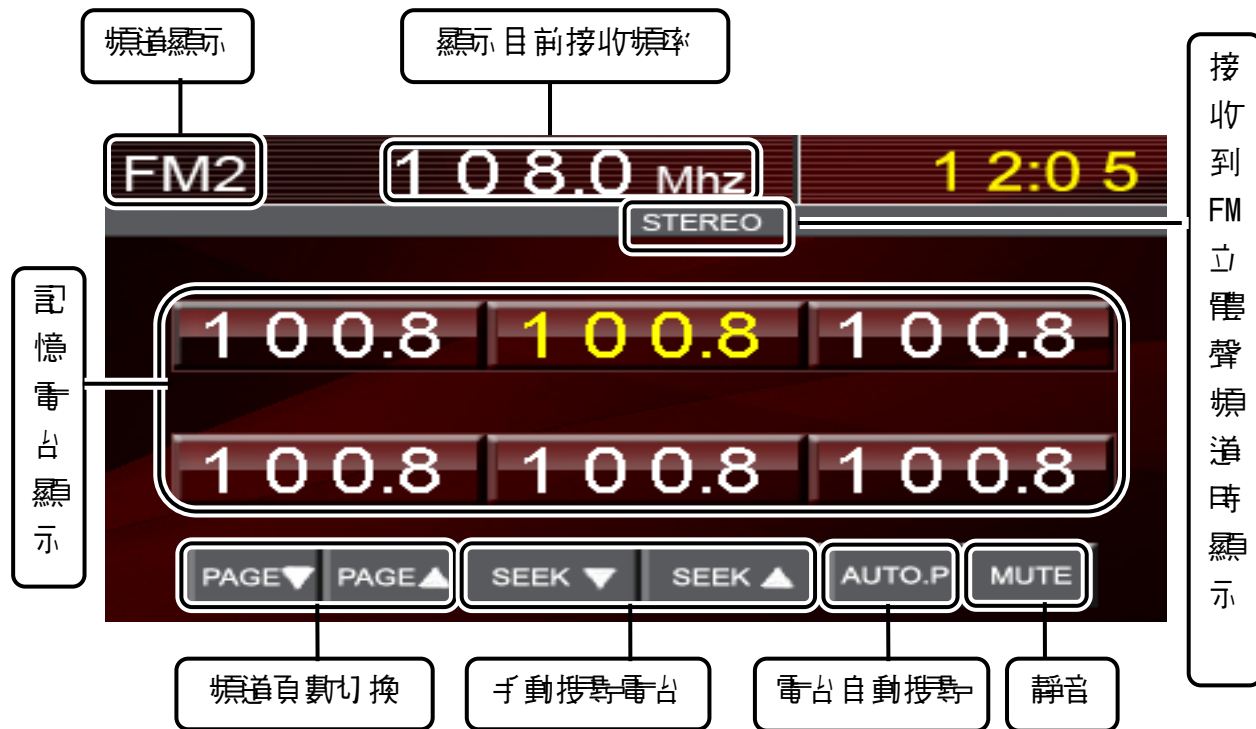 頻道顯示
顯示目前接收頻率
接收到FM立體聲頻道時顯示
FM2
108.0 Mhz
12:05
STEREO
記憶電台顯示
100.8 100.8 100.8
100.8 100.8 100.8
PAGE▼ PAGE▲ SEEK ▼ SEEK ▲ AUTO.P MUTE
頻道頁數切換
手動搜尋電台
電台自動搜尋
靜音